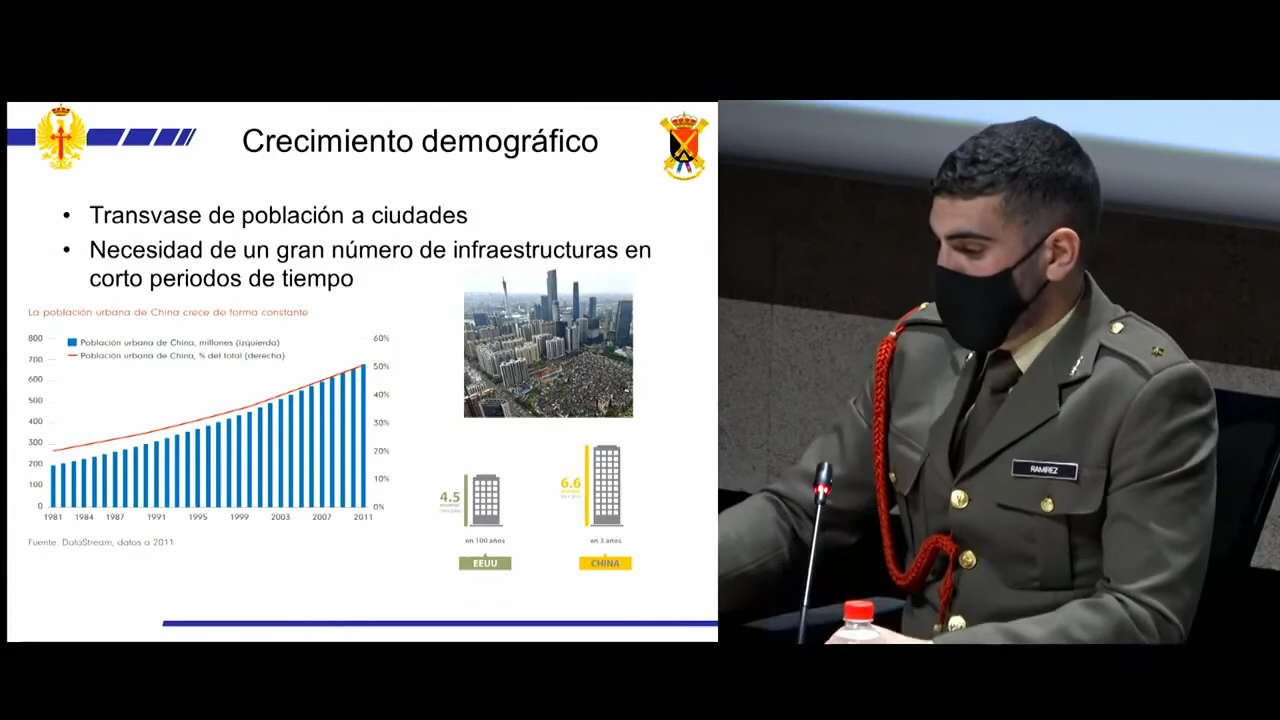 Crecimiento demográfico
• Transvase de población a ciudades
• Necesidad de un gran número de infraestructuras en
corto periodos de tiempo
La población urbana de China crece de forma constante
Población urbana de China, millones (izquierda)
Población urbana de China, % del total (derecha)
800
700
600
500
400
300
200
100
0
60%
50%
40%
30%
20%
10%
0%
1981 1984 1987 1991 1995 1999 2003 2007 2011
Fuente: DataStream, datos a 2011.
4.5
en 100 años
EEUU
6.6
en 3 años
CHINA
RAMIREZ